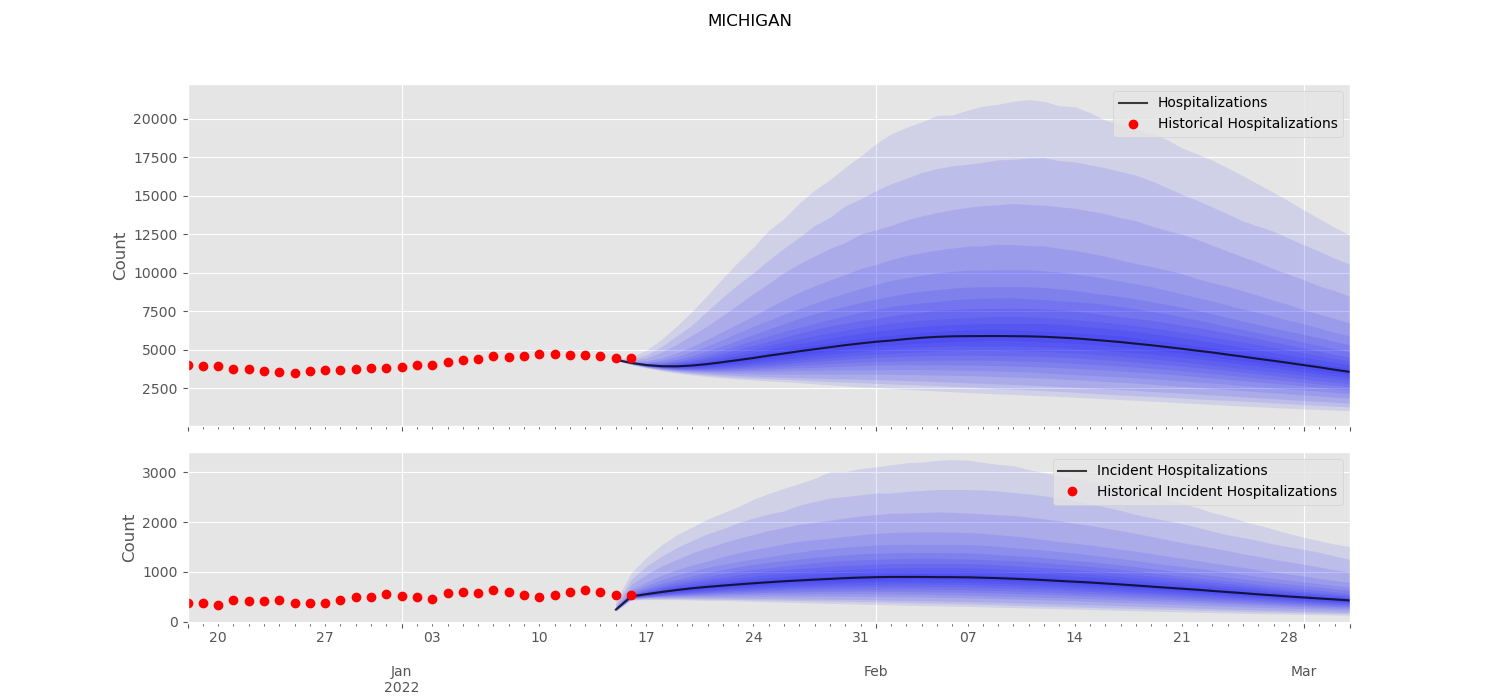 MICHIGAN
Hospitalizations
Historical Hospitalizations
20000
17500
15000
12500
10000
7500
5000
2500
Count
Incident Hospitalizations
Historical Incident Hospitalizations
3000
2000
1000
0
Count
20 27 03 10 17 24 31 07 14 21 28
Jan Feb Mar
2022